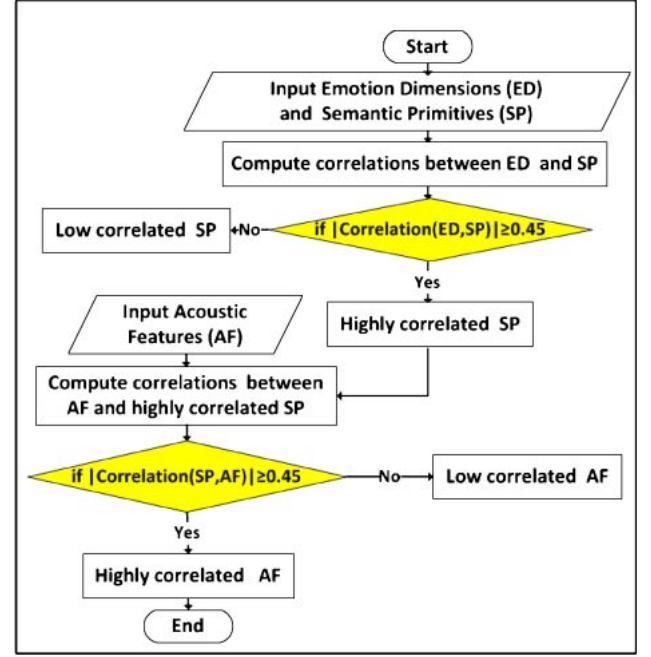 Start
Input Emotion Dimensions (ED)
and Semantic Primitives (SP)
Compute correlations between ED and SP
if |Correlation(ED,SP)|≥0.45
No
Low correlated SP
Yes
Highly correlated SP
Input Acoustic
Features (AF)
Compute correlations between
AF and highly correlated SP
if |Correlation(SP,AF)|≥0.45
No
Low correlated AF
Yes
Highly correlated AF
End